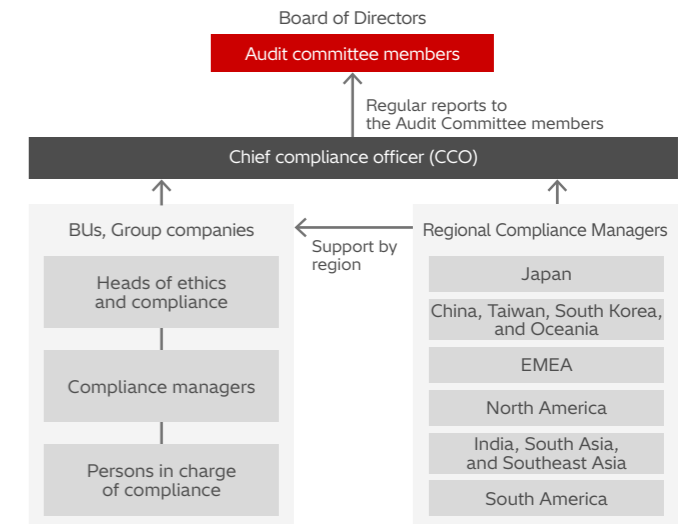 Board of Directors
Audit committee members
Regular reports to
the Audit Committee members
Chief compliance officer (CCO)
BUs, Group companies
Heads of ethics
and compliance
Compliance managers
Persons in charge
of compliance
Support by
region
Regional Compliance Managers
Japan
China, Taiwan, South Korea,
and Oceania
EMEA
North America
India, South Asia,
and Southeast Asia
South America